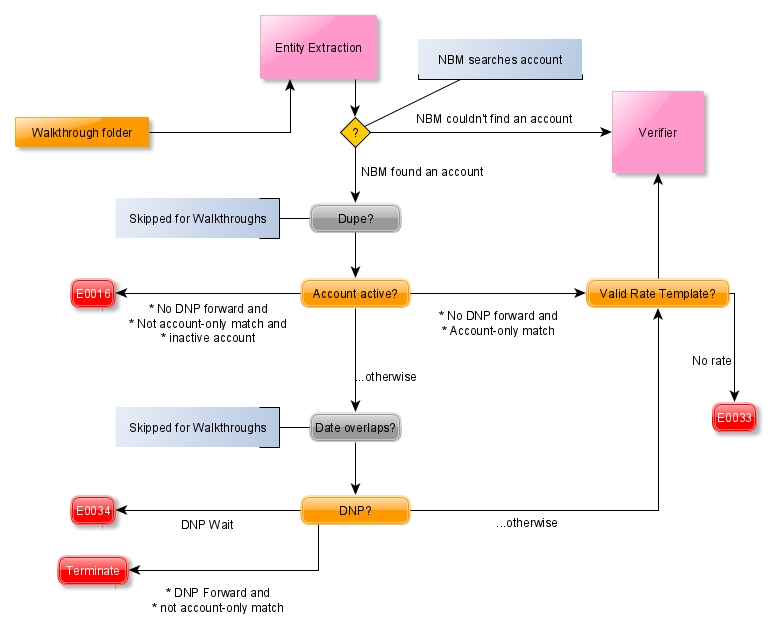 Entity Extraction
NBM searches account
Walkthrough folder
?
NBM couldn't find an account
Verifier
NBM found an account
Skipped for Walkthroughs
Dupe?
E0016
Account active?
Valid Rate Template?
* No DNP forward and
* Not account-only match and
* inactive account
* No DNP forward and
* Account-only match
No rate
...otherwise
E0033
Skipped for Walkthroughs
Date overlaps?
E0034
DNP?
DNP Wait
...otherwise
Terminate
* DNP Forward and
* not account-only match